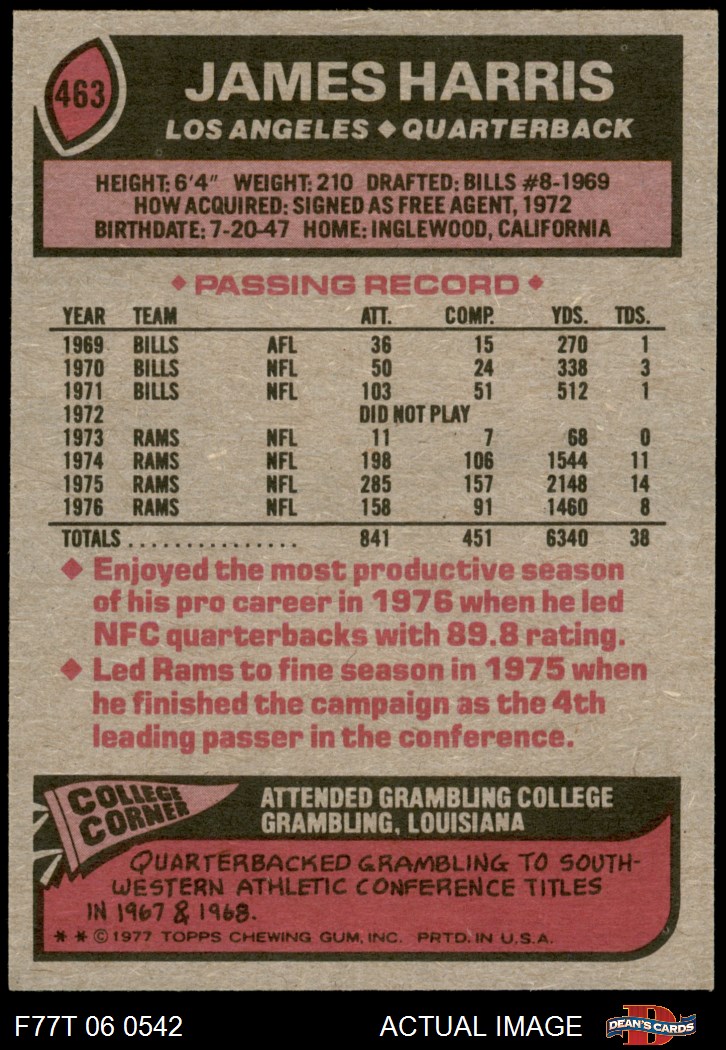 463
JAMES HARRIS
LOS ANGELES ◆ QUARTERBACK
HEIGHT: 6'4" WEIGHT: 210 DRAFTED: BILLS #8-1969
HOW ACQUIRED: SIGNED AS FREE AGENT, 1972
BIRTHDATE: 7-20-47 HOME: INGLEWOOD, CALIFORNIA
◆ PASSING RECORD ◆
YEAR TEAM ATT. COMP. YDS. TDS.
1969 BILLS AFL 36 15 270 1
1970 BILLS NFL 50 24 338 3
1971 BILLS NFL 103 51 512 1
1972 DID NOT PLAY
1973 RAMS NFL 11 7 68 0
1974 RAMS NFL 198 106 1544 11
1975 RAMS NFL 285 157 2148 14
1976 RAMS NFL 158 91 1460 8
TOTALS ............... 841 451 6340 38
◆ Enjoyed the most productive season
of his pro career in 1976 when he led
NFC quarterbacks with 89.8 rating.
◆ Led Rams to fine season in 1975 when
he finished the campaign as the 4th
leading passer in the conference.
COLLEGE
CORNER
ATTENDED GRAMBLING COLLEGE
GRAMBLING, LOUISIANA
QUARTERBACKED GRAMBLING TO SOUTH-
WESTERN ATHLETIC CONFERENCE TITLES
IN 1967 & 1968.
* * © 1977 TOPPS CHEWING GUM, INC. PRTD. IN U.S.A.
F77T 06 0542 ACTUAL IMAGE
D
DEAN'S CARDS